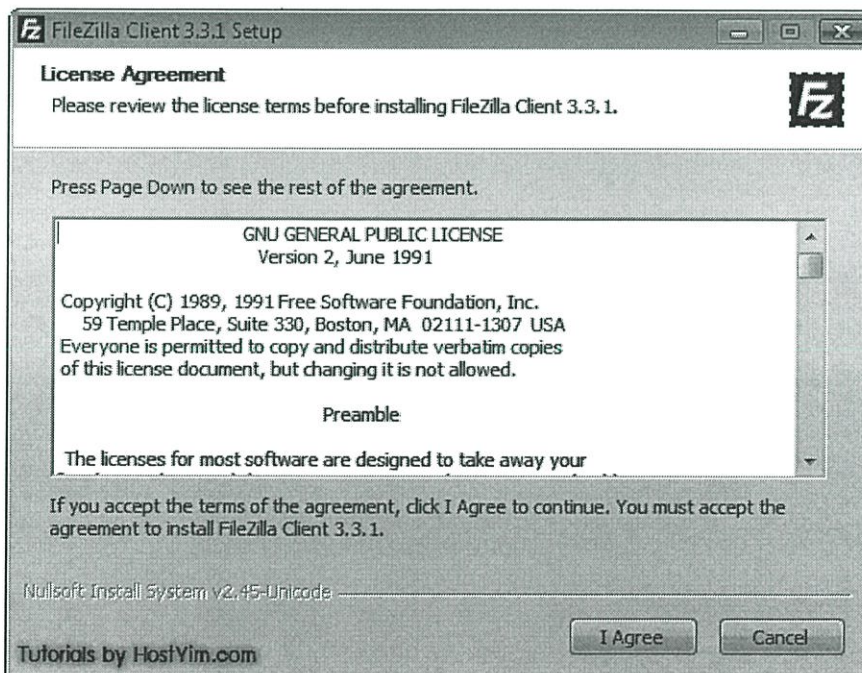 FZ FileZilla Client 3.3.1 Setup
License Agreement
Please review the license terms before installing FileZilla Client 3.3.1.
FZ
Press Page Down to see the rest of the agreement.
GNU GENERAL PUBLIC LICENSE
Version 2, June 1991
Copyright (C) 1989, 1991 Free Software Foundation, Inc.
59 Temple Place, Suite 330, Boston, MA 02111-1307 USA
Everyone is permitted to copy and distribute verbatim copies
of this license document, but changing it is not allowed.
Preamble
The licenses for most software are designed to take away your
If you accept the terms of the agreement, click I Agree to continue. You must accept the
agreement to install FileZilla Client 3.3.1.
Nullsoft Install System v2.45-Unicode
I Agree Cancel
Tutorials by HostYim.com